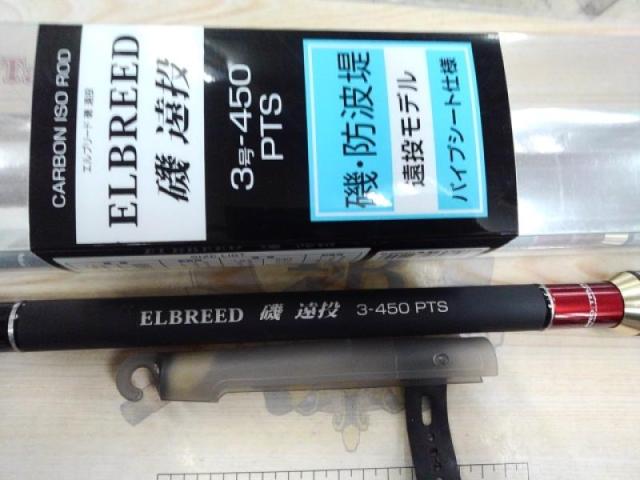 CARBON ISO ROD
エルブリード 磯 遠投
ELBREED
磯 遠投
3号-450
PTS
磯・防波堤
遠投モデル
パイプシート仕様
ELBREED 磯 遠投 3-450 PTS